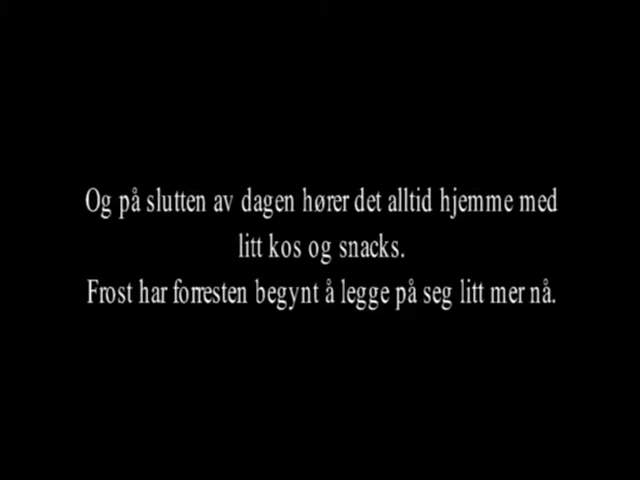 Og på slutten av dagen hører det alltid hjemme med
litt kos og snacks.
Frost har forresten begynt å legge på seg litt mer nå.